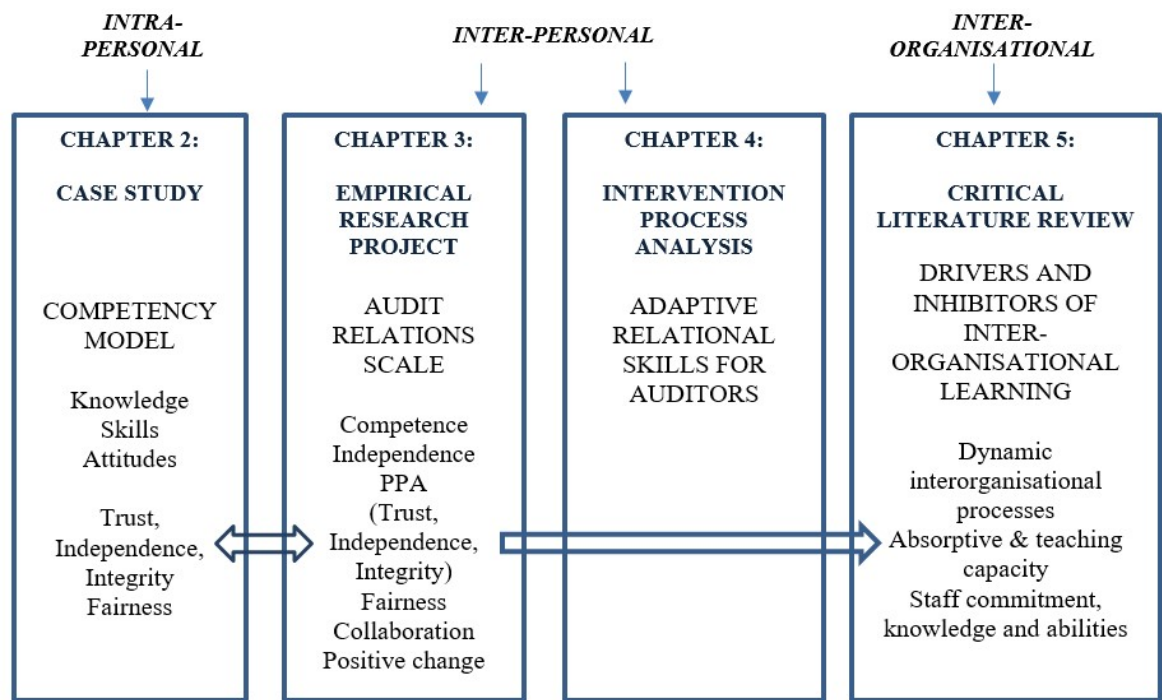 INTRA-
PERSONAL
INTER-PERSONAL
INTER-
ORGANISATIONAL
CHAPTER 2:
CASE STUDY
COMPETENCY
MODEL
Knowledge
Skills
Attitudes
Trust,
Independence,
Integrity
Fairness
CHAPTER 3:
EMPIRICAL
RESEARCH
PROJECT
AUDIT
RELATIONS
SCALE
Competence
Independence
PPA
(Trust,
Independence,
Integrity)
Fairness
Collaboration
Positive change
CHAPTER 4:
INTERVENTION
PROCESS
ANALYSIS
ADAPTIVE
RELATIONAL
SKILLS FOR
AUDITORS
CHAPTER 5:
CRITICAL
LITERATURE REVIEW
DRIVERS AND
INHIBITORS OF
INTER-
ORGANISATIONAL
LEARNING
Dynamic
interorganisational
processes
Absorptive & teaching
capacity
Staff commitment,
knowledge and abilities